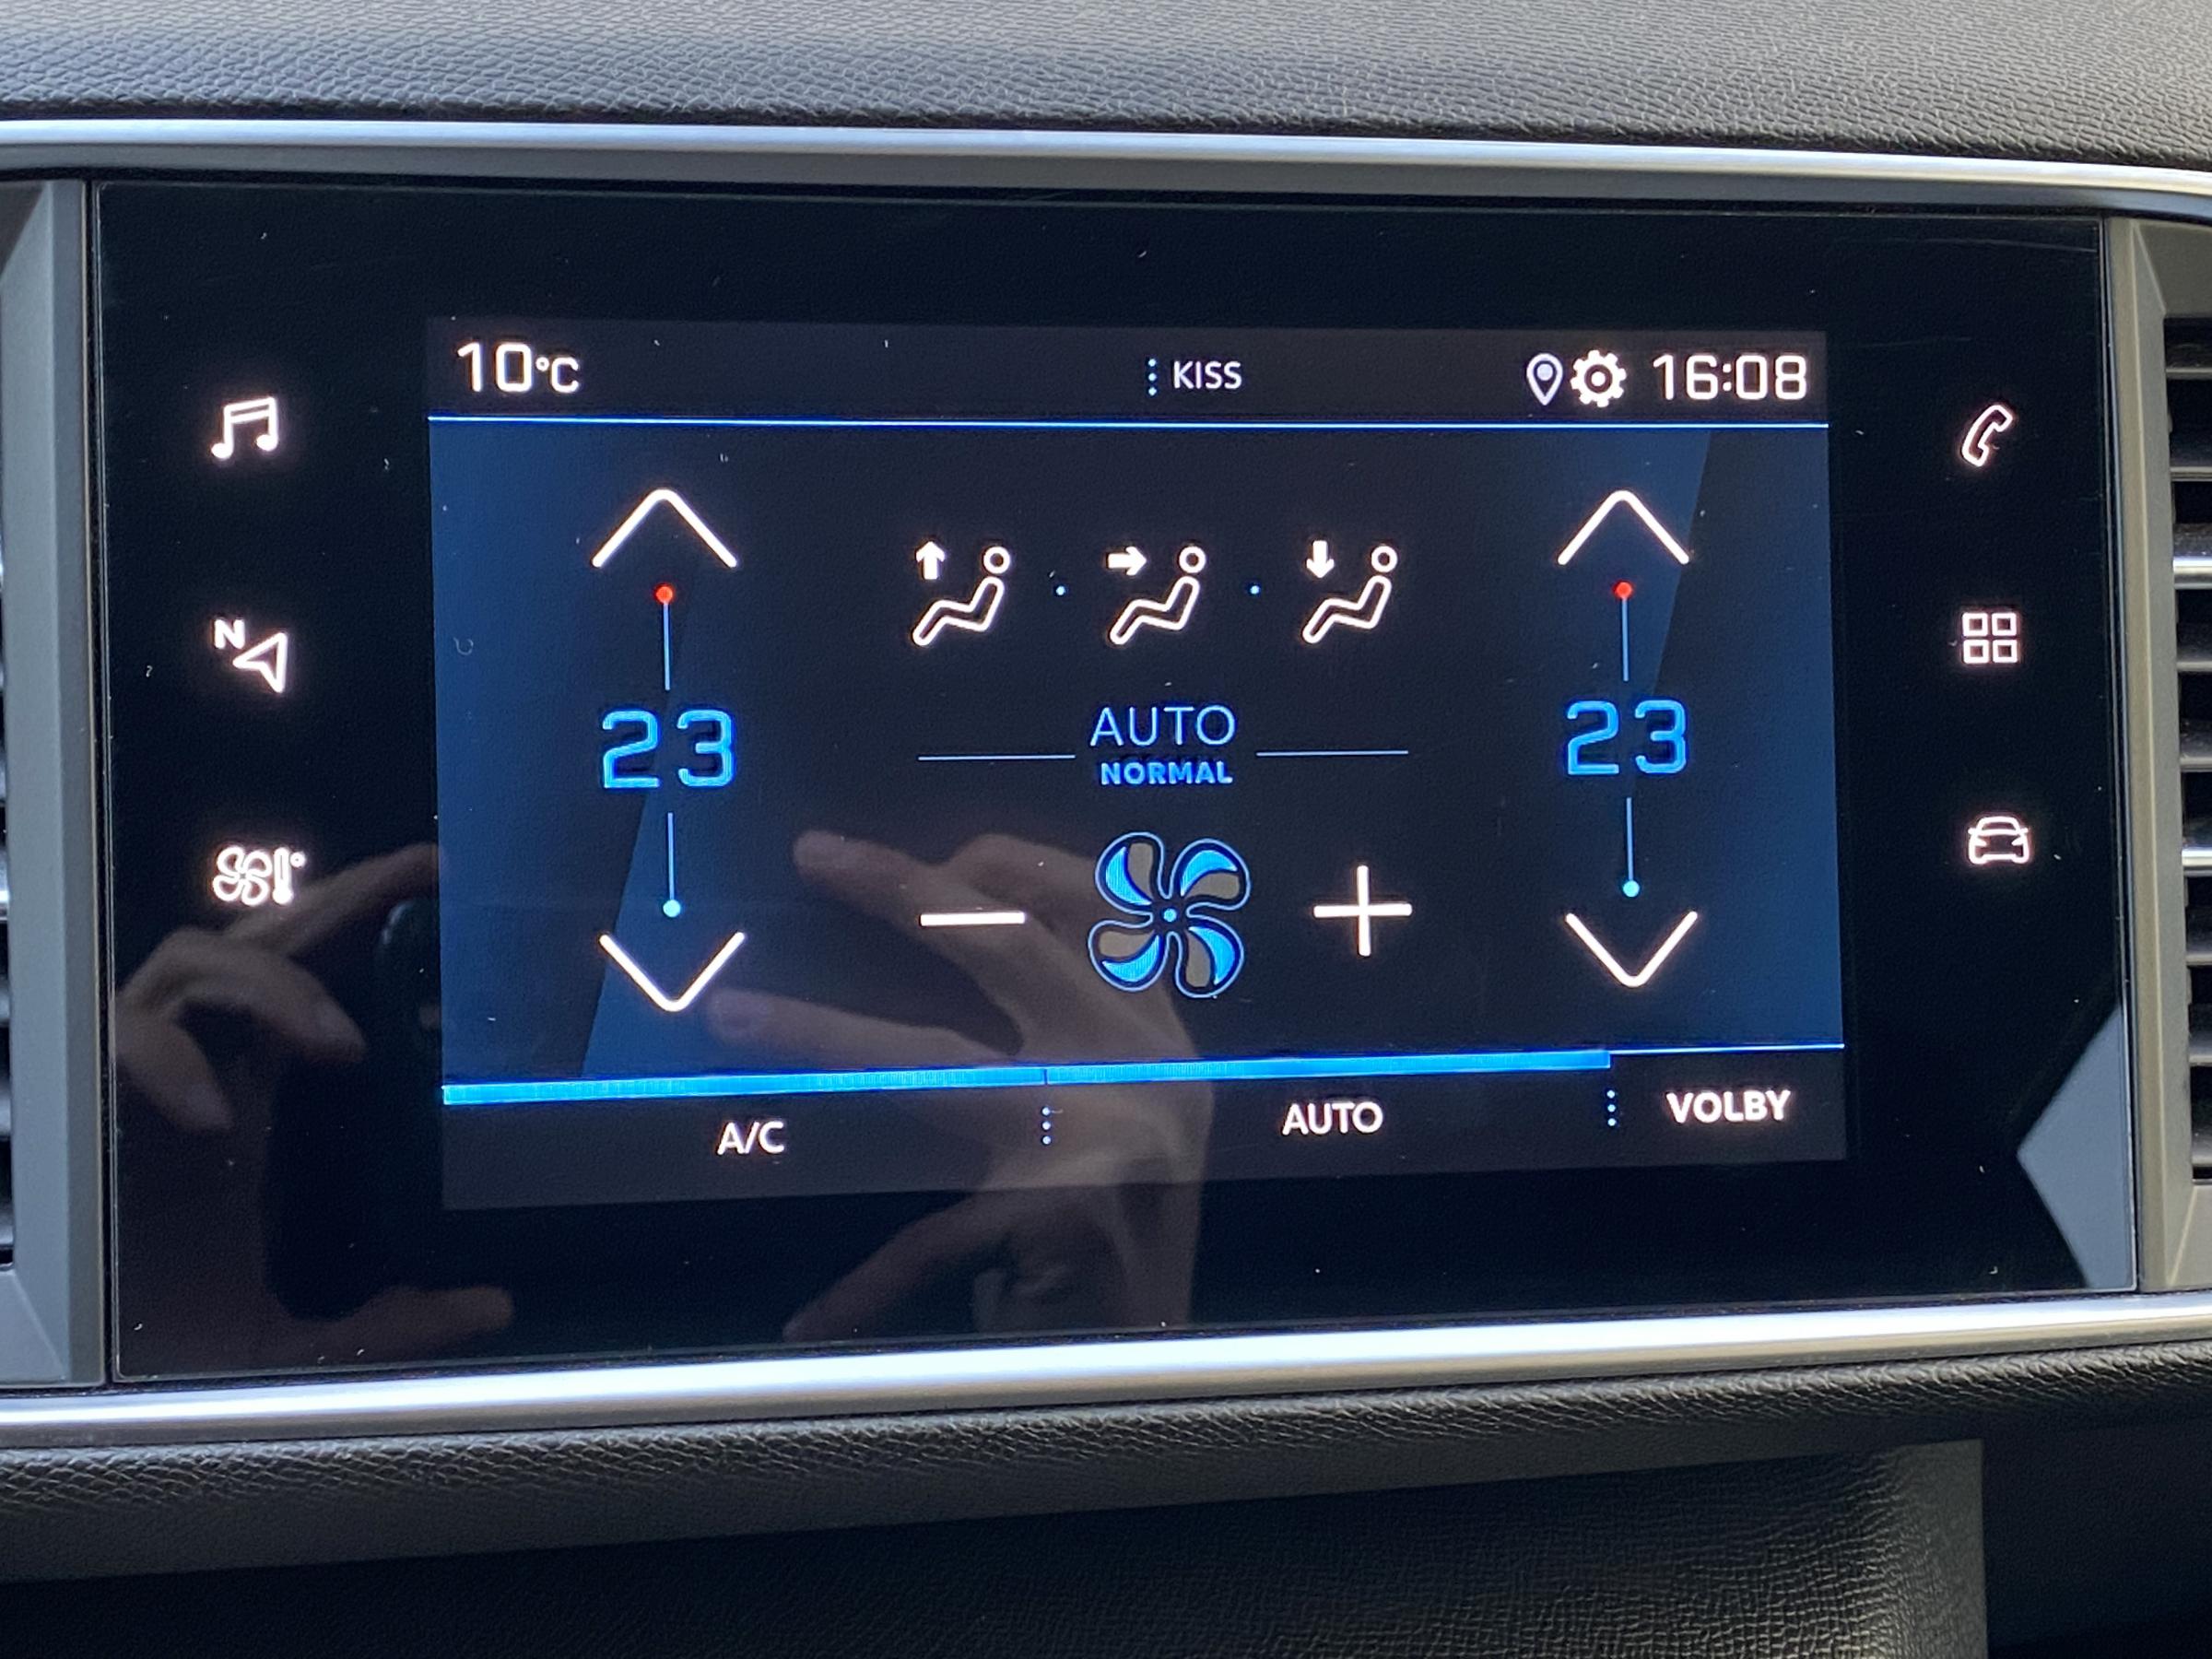 10°C KISS 16:08
N
23 AUTO 23
NORMAL
A/C AUTO VOLBY